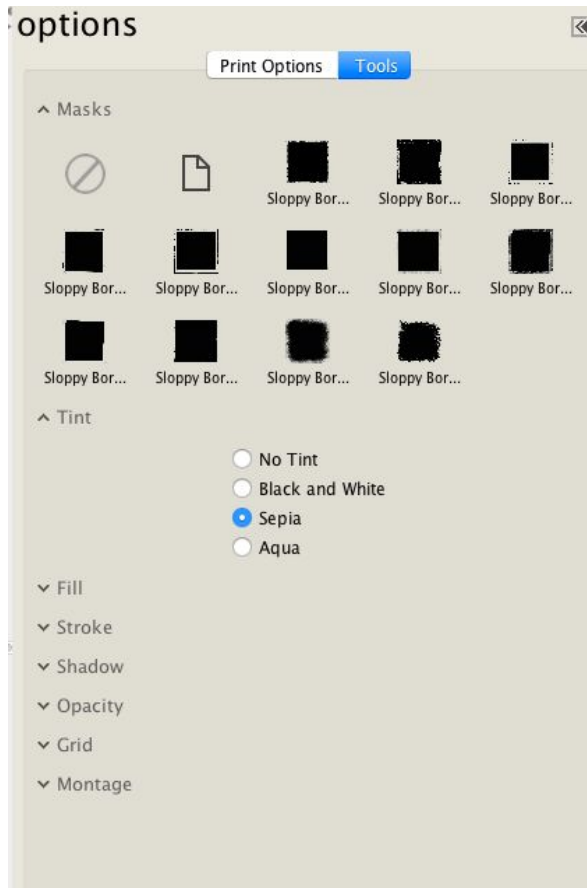 options
Print Options Tools
Masks
Sloppy Bor... Sloppy Bor... Sloppy Bor...
Sloppy Bor... Sloppy Bor... Sloppy Bor... Sloppy Bor... Sloppy Bor...
Sloppy Bor... Sloppy Bor... Sloppy Bor... Sloppy Bor...
Tint
No Tint
Black and White
Sepia
Aqua
Fill
Stroke
Shadow
Opacity
Grid
Montage